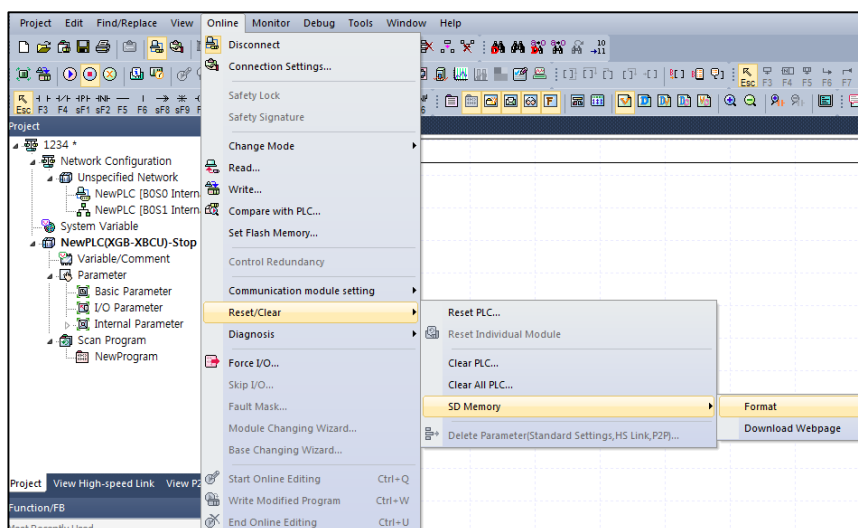 Project Edit Find/Replace View Online Monitor Debug Tools Window Help
Disconnect
Connection Settings...
Safety Lock
Safety Signature
Change Mode
Read...
Write...
Compare with PLC...
Set Flash Memory...
Control Redundancy
Communication module setting
Reset/Clear
Diagnosis
Force I/O...
Skip I/O...
Fault Mask...
Module Changing Wizard...
Base Changing Wizard...
Start Online Editing Ctrl+Q
Write Modified Program Ctrl+W
End Online Editing Ctrl+U
Reset PLC...
Reset Individual Module
Clear PLC...
Clear All PLC...
SD Memory
Delete Parameter(Standard Settings,HS Link,P2P)...
Format
Download Webpage
Esc F3 F4 F5 F6 F7
Esc F3 F4 sF1 sF2 F5 F6 sF8 sF9
Project
1234 *
Network Configuration
Unspecified Network
NewPLC [B0S0 Intern
NewPLC [B0S1 Intern
System Variable
NewPLC(XGB-XBCU)-Stop
Variable/Comment
Parameter
Basic Parameter
I/O Parameter
Internal Parameter
Scan Program
NewProgram
Project View High-speed Link View P2
Function/FB